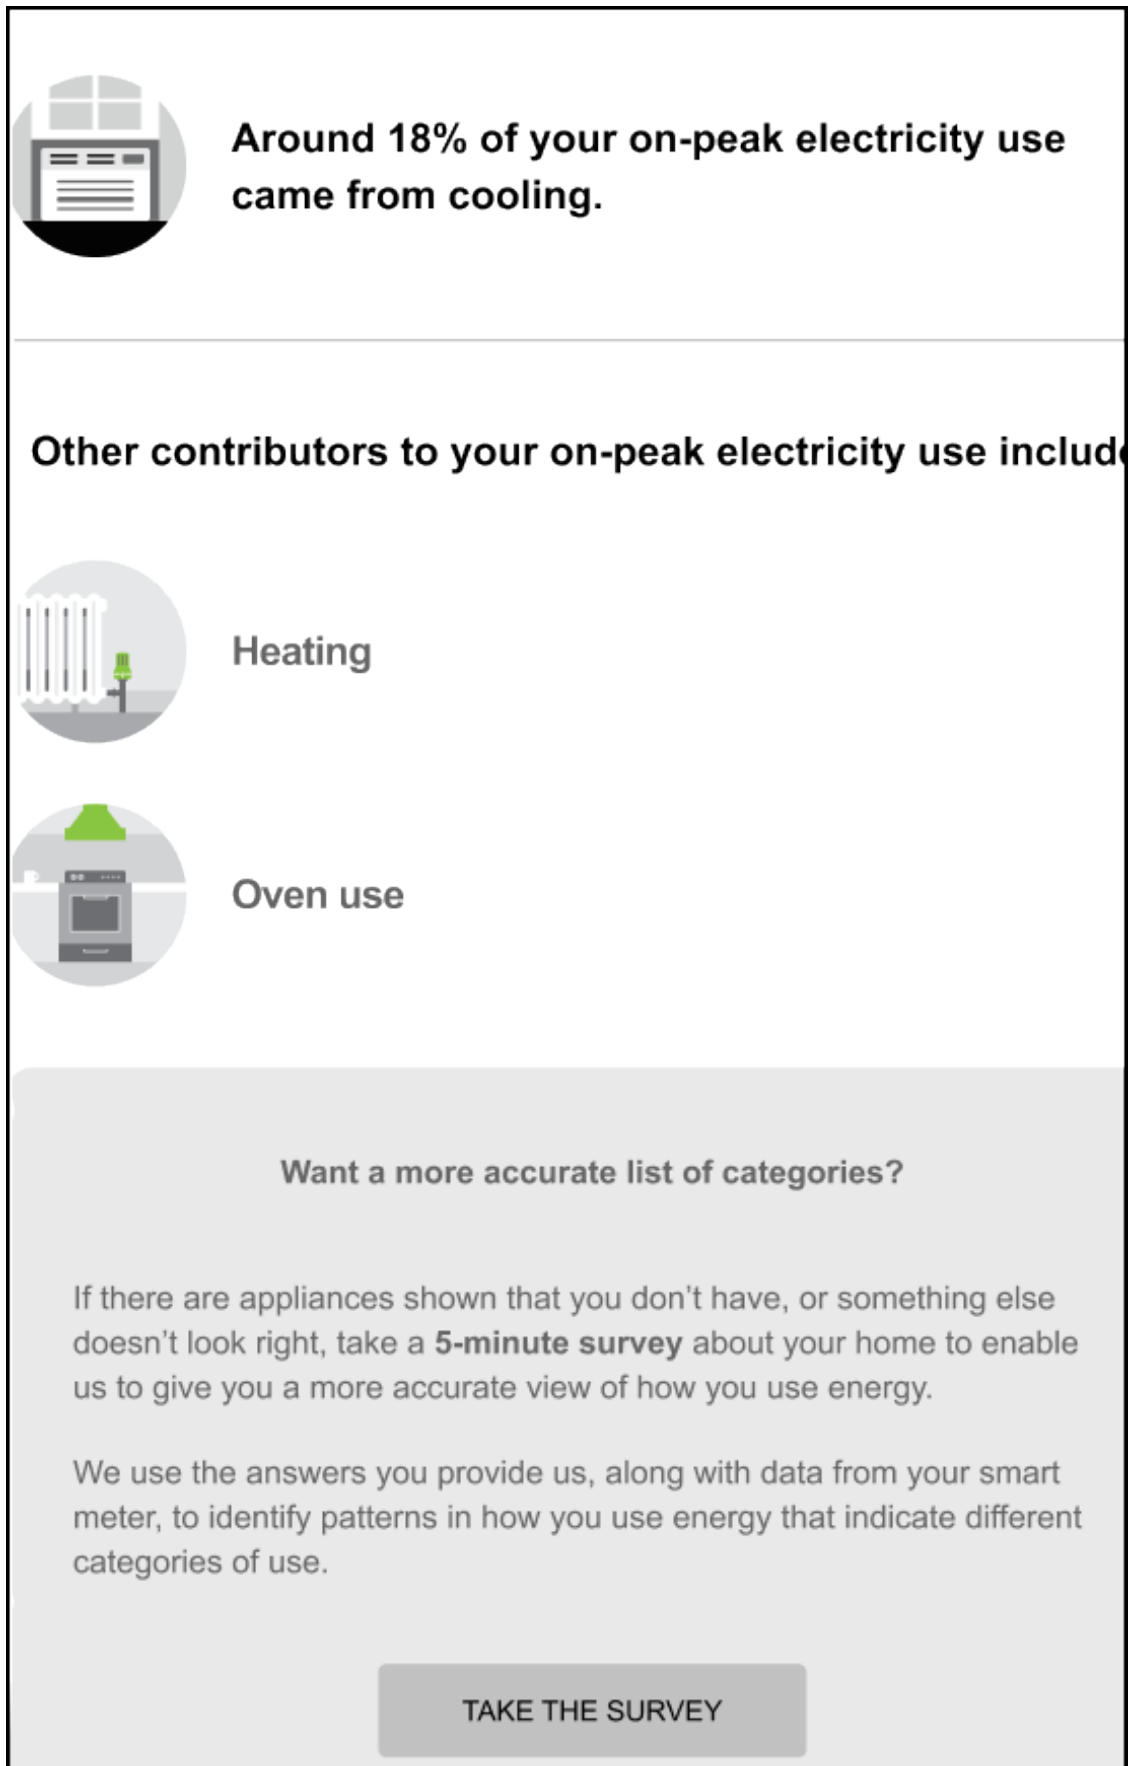 Around 18% of your on-peak electricity use
came from cooling.
Other contributors to your on-peak electricity use include
Heating
Oven use
Want a more accurate list of categories?
If there are appliances shown that you don’t have, or something else
doesn’t look right, take a 5-minute survey about your home to enable
us to give you a more accurate view of how you use energy.
We use the answers you provide us, along with data from your smart
meter, to identify patterns in how you use energy that indicate different
categories of use.
TAKE THE SURVEY